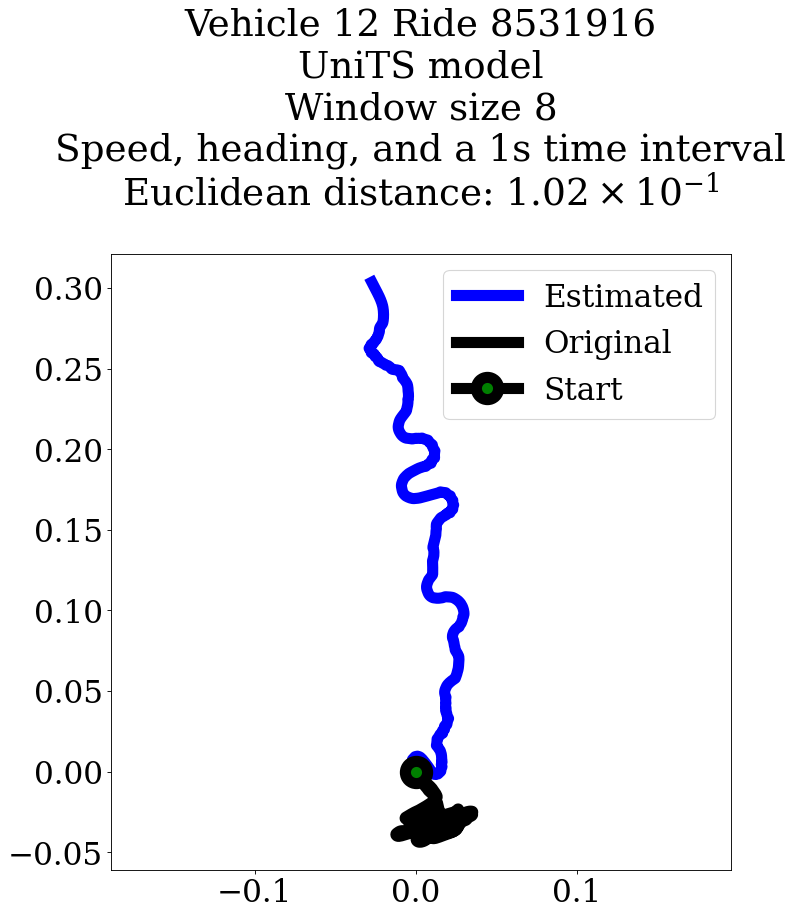 Vehicle 12 Ride 8531916
UniTS model
Window size 8
Speed, heading, and a 1s time interval
Euclidean distance: 1.02 × 10⁻¹
Estimated
Original
Start
0.30
0.25
0.20
0.15
0.10
0.05
0.00
−0.05
−0.1
0.0
0.1